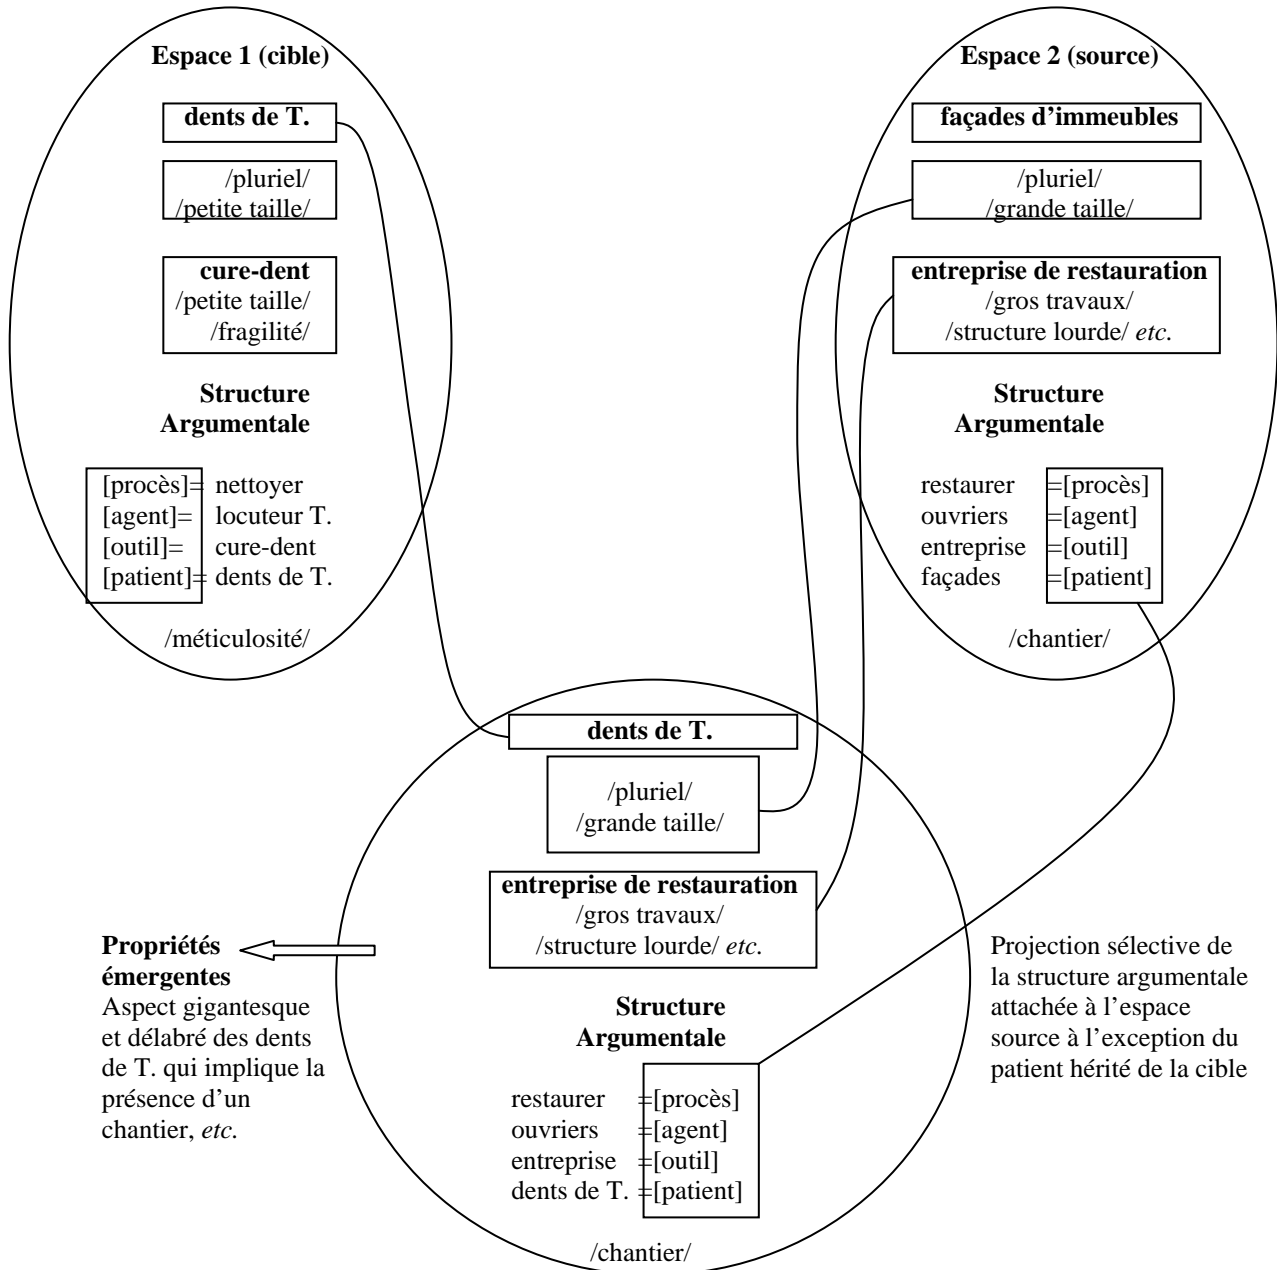 Espace 1 (cible)
dents de T.
/pluriel/
/petite taille/
cure-dent
/petite taille/
/fragilité/
Structure
Argumentale
[procès]= nettoyer
[agent]= locuteur T.
[outil]= cure-dent
[patient]= dents de T.
/méticulosité/
Espace 2 (source)
façades d’immeubles
/pluriel/
/grande taille/
entreprise de restauration
/gros travaux/
/structure lourde/ etc.
Structure
Argumentale
restaurer =[procès]
ouvriers =[agent]
entreprise =[outil]
façades =[patient]
/chantier/
dents de T.
/pluriel/
/grande taille/
entreprise de restauration
/gros travaux/
/structure lourde/ etc.
Structure
Argumentale
restaurer =[procès]
ouvriers =[agent]
entreprise =[outil]
dents de T. =[patient]
/chantier/
Propriétés
émergentes
Aspect gigantesque
et délabré des dents
de T. qui implique la
présence d’un
chantier, etc.
Projection sélective de
la structure argumentale
attachée à l’espace
source à l’exception du
patient hérité de la cible